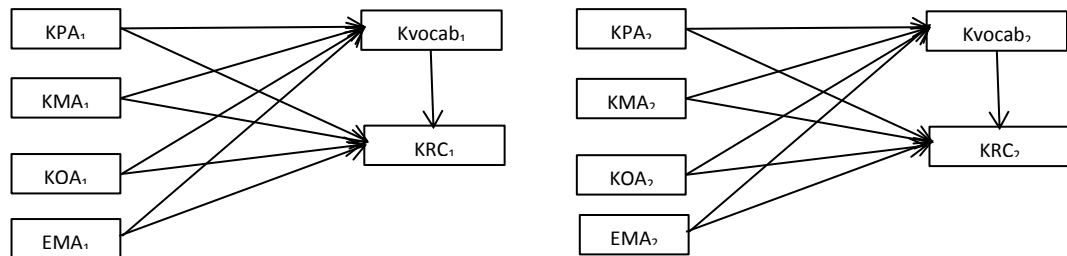 KPA₁
Kvocab₁
KMA₁
KRC₁
KOA₁
EMA₁
KPA₂
Kvocab₂
KMA₂
KRC₂
KOA₂
EMA₂